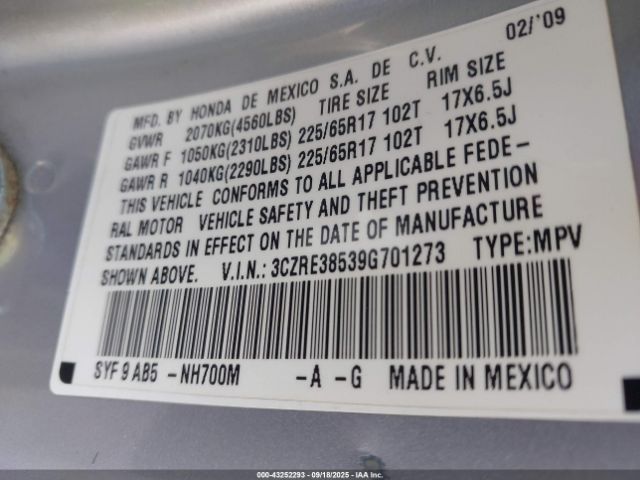 02/'09
MFD. BY HONDA DE MEXICO S.A. DE C.V.
GVWR 2070KG(4560LBS) TIRE SIZE RIM SIZE
GAWR F 1050KG(2310LBS) 225/65R17 102T 17X6.5J
GAWR R 1040KG(2290LBS) 225/65R17 102T 17X6.5J
THIS VEHICLE CONFORMS TO ALL APPLICABLE FEDE-
RAL MOTOR VEHICLE SAFETY AND THEFT PREVENTION
STANDARDS IN EFFECT ON THE DATE OF MANUFACTURE
SHOWN ABOVE. V.I.N.: 3CZRE38539G701273 TYPE:MPV
SYF 9 AB5 -NH700M -A -G MADE IN MEXICO
000-43252293 - 09/18/2025 - IAA Inc.